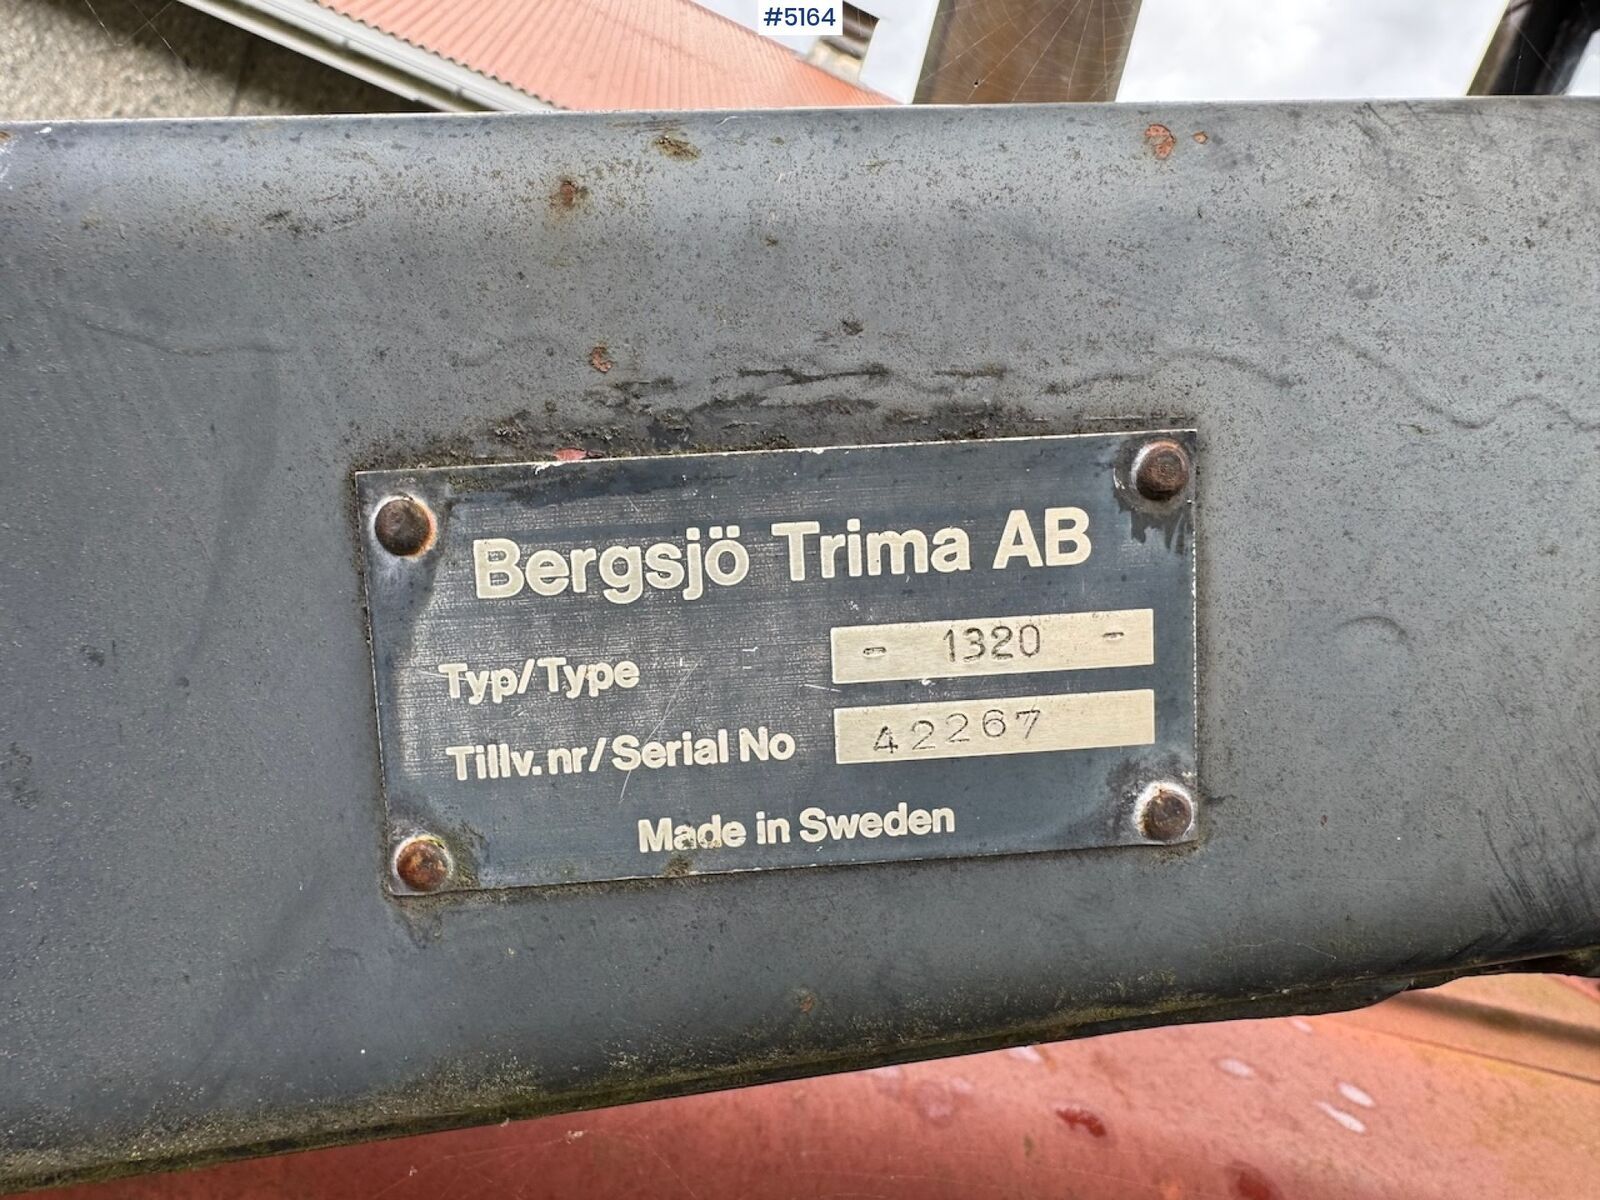 #5164
Bergsjö Trima AB
Typ/Type - 1320 -
Tillv. nr/Serial No 42267
Made in Sweden